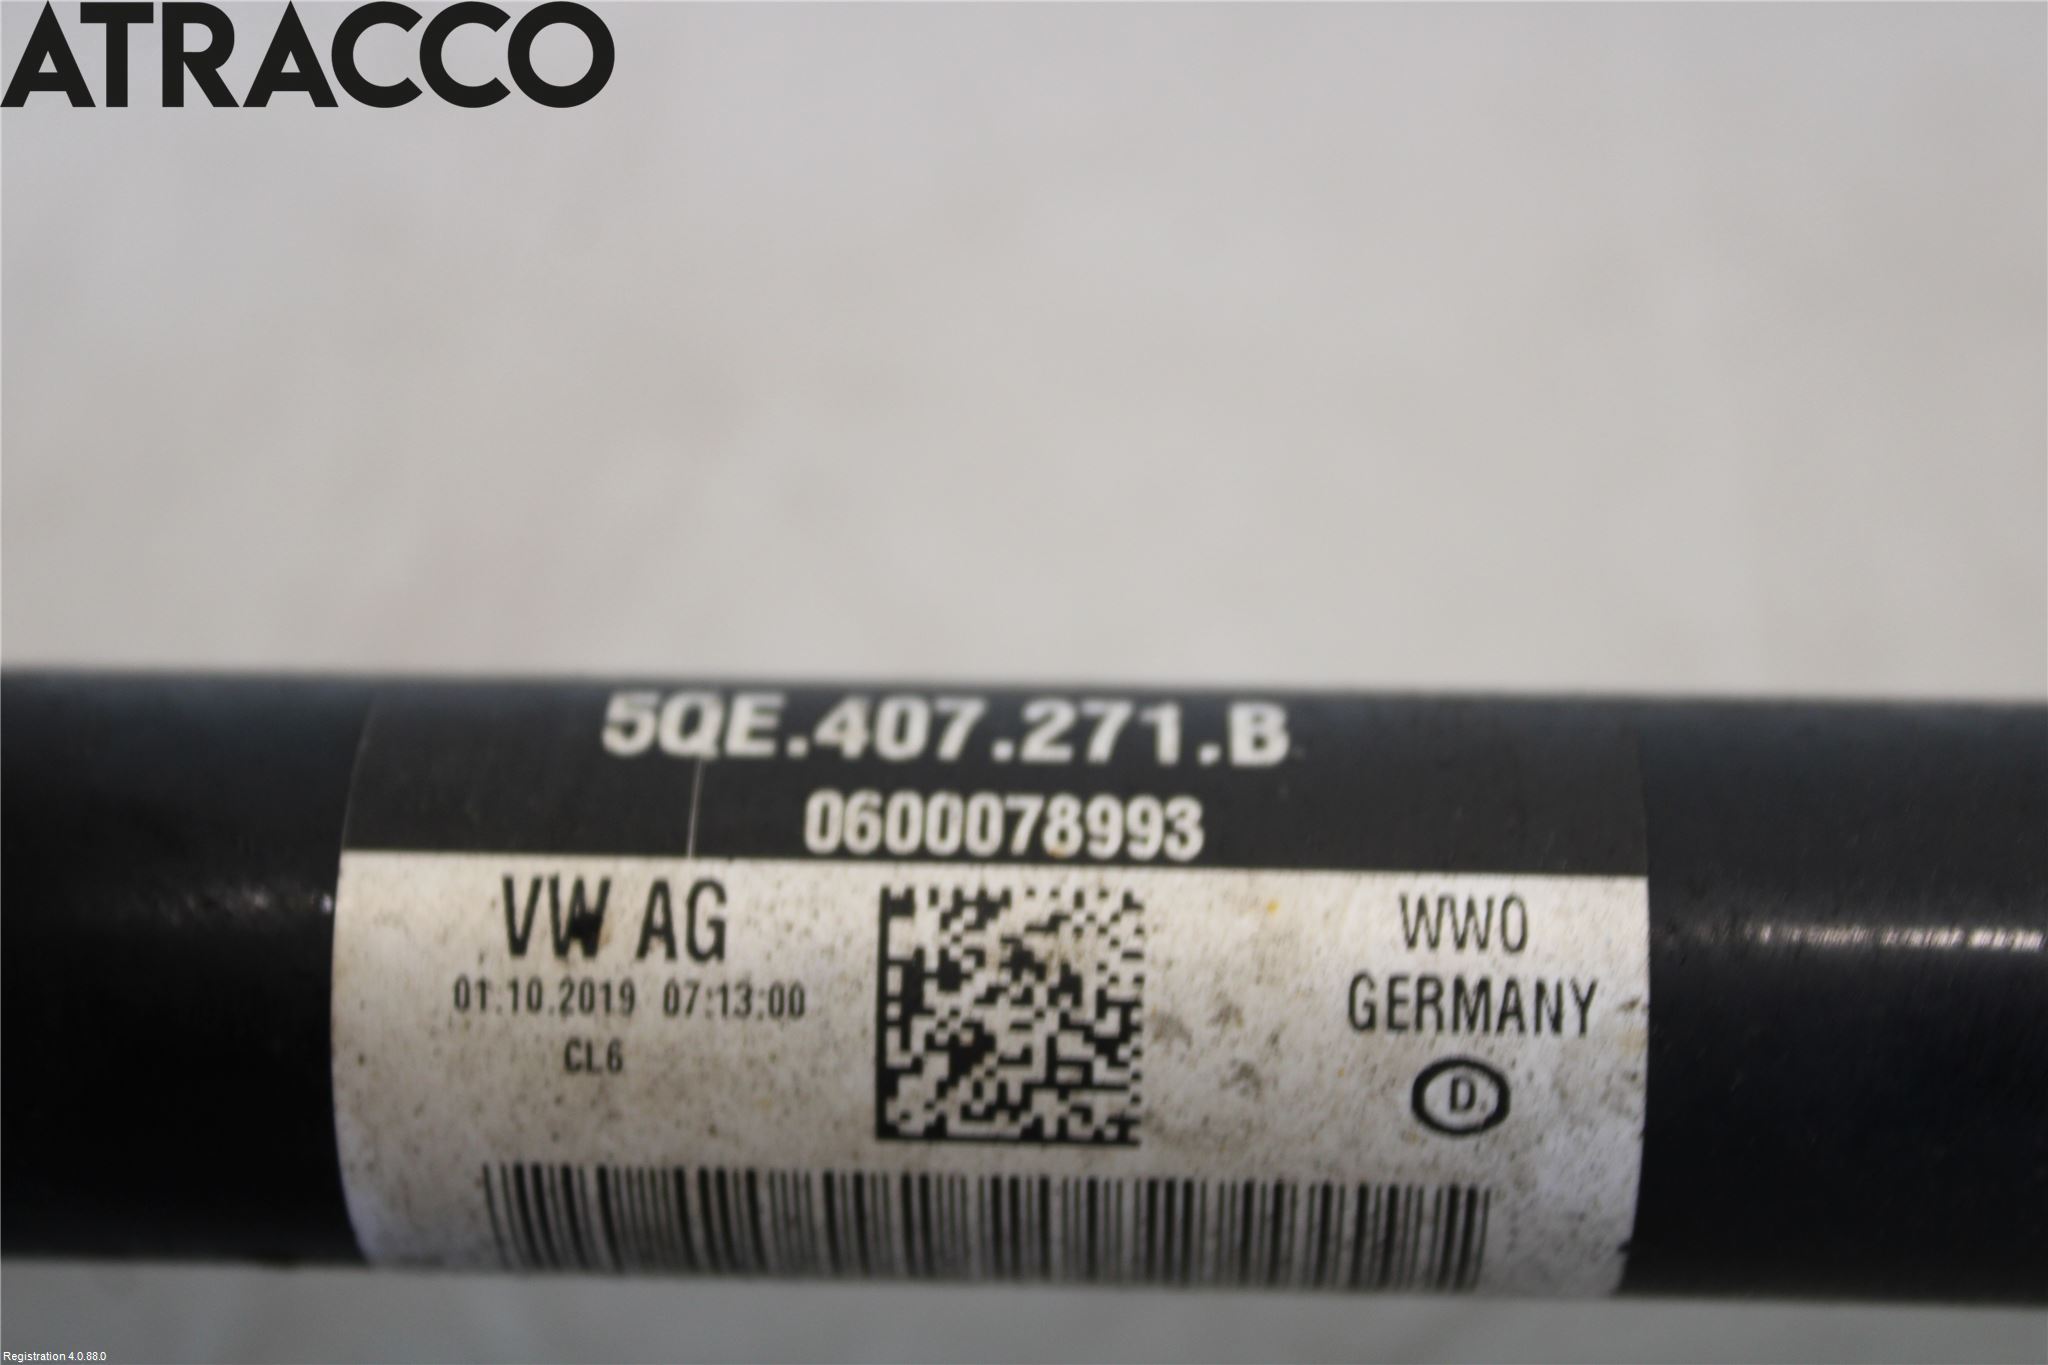 ATRACCO
5QE.407.271.B
0600078993
VW AG
01.10.2019 07:13:00
CL6
WWO
GERMANY
D.
Registration 4.0.88.0